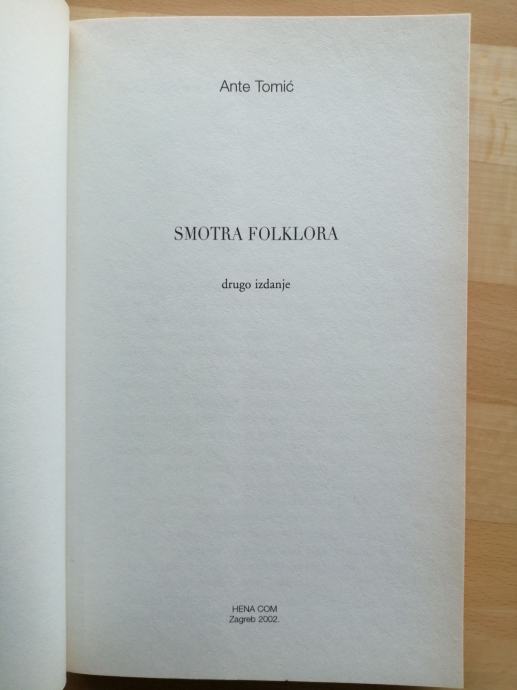 Ante Tomić
SMOTRA FOLKLORA
drugo izdanje
HENA COM
Zagreb 2002.